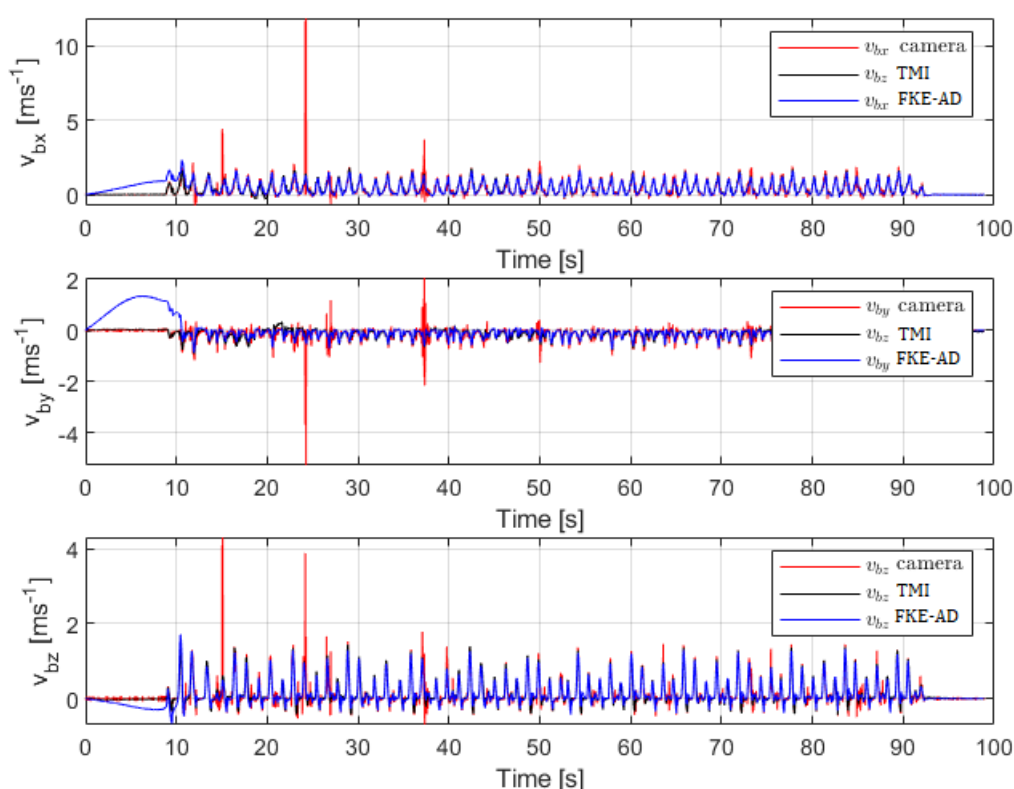 10
5
0
v_bx [ms^-1]
v_bx camera
v_bz TMI
v_bx FKE-AD
0 10 20 30 40 50 60 70 80 90 100
Time [s]
2
0
-2
-4
v_by [ms^-1]
v_by camera
v_bz TMI
v_by FKE-AD
0 10 20 30 40 50 60 70 80 90 100
Time [s]
4
2
0
v_bz [ms^-1]
v_bz camera
v_bz TMI
v_bz FKE-AD
0 10 20 30 40 50 60 70 80 90 100
Time [s]